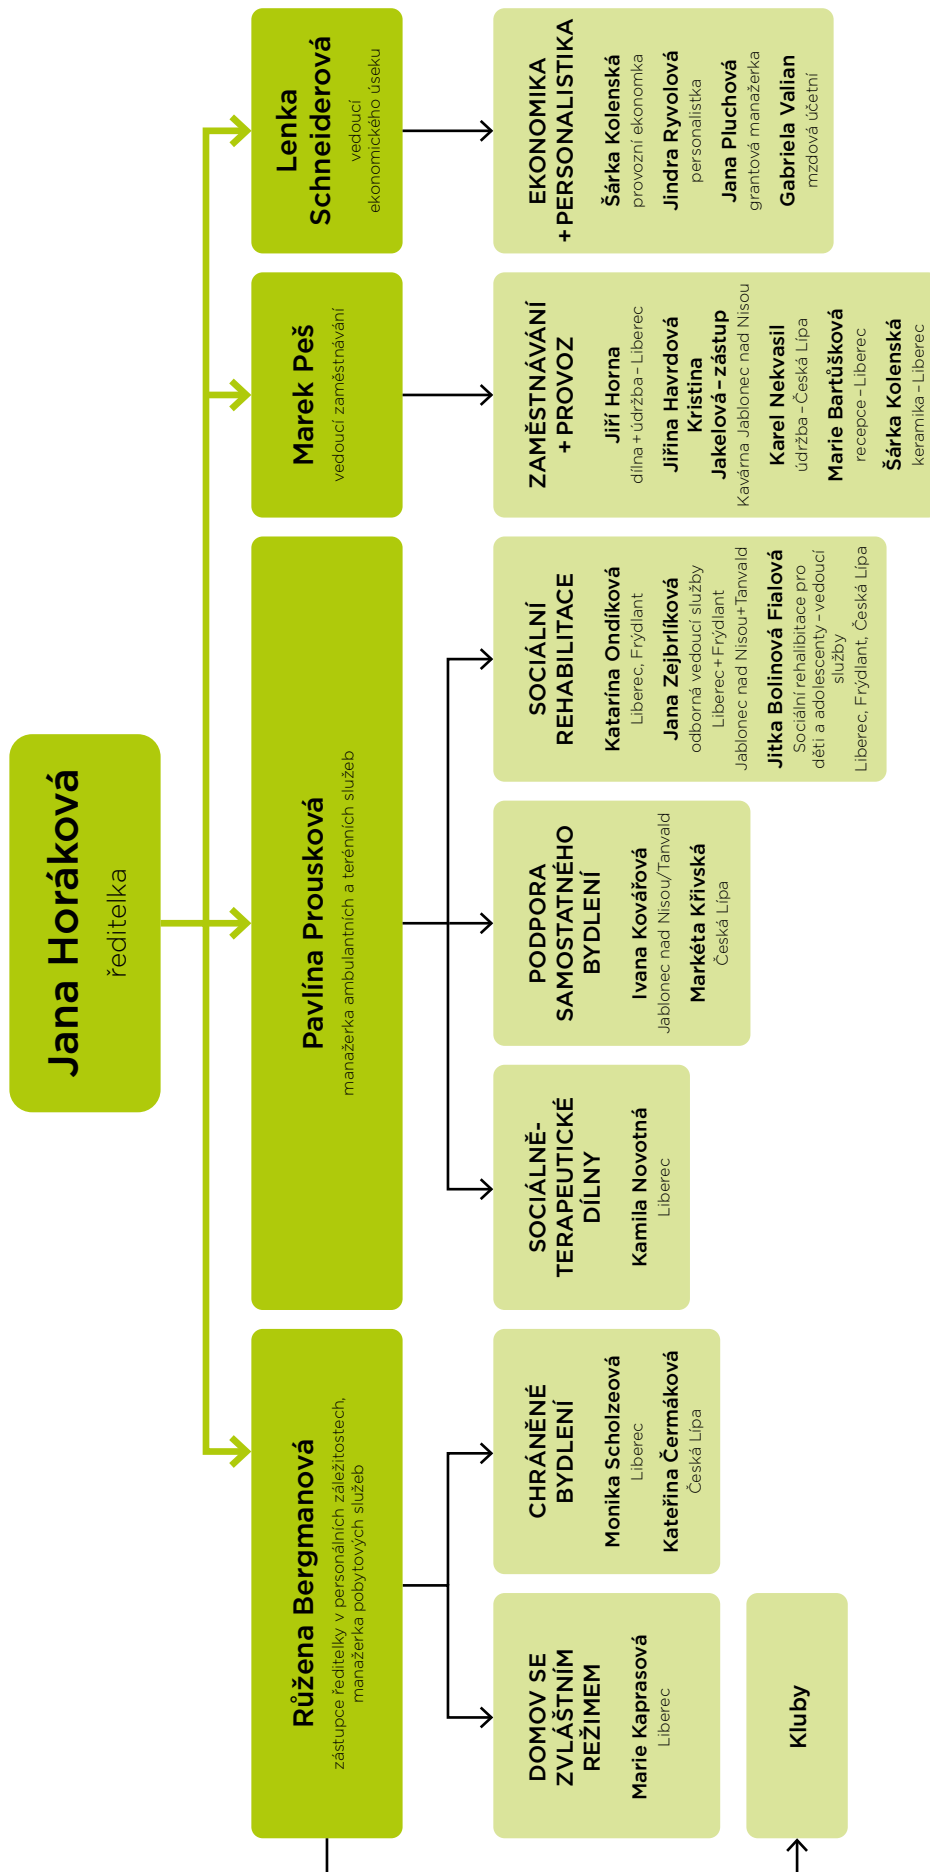 Jana Horáková
ředitelka
Růžena Bergmanová
zástupce ředitelky v personálních záležitostech,
manažerka pobytových služeb
Pavlína Prousková
manažerka ambulantních a terénních služeb
Marek Peš
vedoucí zaměstnávání
Lenka
Schneiderová
vedoucí
ekonomického úseku
DOMOV SE
ZVLÁŠTNÍM
REŽIMEM
Marie Kaprasová
Liberec
CHRÁNĚNÉ
BYDLENÍ
Monika Scholzeová
Liberec
Kateřina Čermáková
Česká Lípa
SOCIÁLNĚ-
TERAPEUTICKÉ
DÍLNY
Kamila Novotná
Liberec
PODPORA
SAMOSTATNÉHO
BYDLENÍ
Ivana Kovářová
Jablonec nad Nisou/Tanvald
Markéta Křivská
Česká Lípa
SOCIÁLNÍ
REHABILITACE
Katarína Ondíková
Liberec, Frýdlant
Jana Zejbrlíková
odborná vedoucí služby
Liberec+Frýdlant
Jablonec nad Nisou+Tanvald
Jitka Bolinová Fialová
Sociální rehalibitace pro
děti a adolescenty – vedoucí
služby
Liberec, Frýdlant, Česká Lípa
ZAMĚSTNÁVÁNÍ
+ PROVOZ
Jiří Horna
dílna + údržba – Liberec
Jiřina Havrdová
Kristina
Jakelová – zástup
Kavárna Jablonec nad Nisou
Karel Nekvasil
údržba – Česká Lípa
Marie Bartůšková
recepce – Liberec
Šárka Kolenská
keramika – Liberec
EKONOMIKA
+ PERSONALISTIKA
Šárka Kolenská
provozní ekonomka
Jindra Ryvolová
personalistka
Jana Pluchová
grantová manažerka
Gabriela Valian
mzdová účetní
Kluby